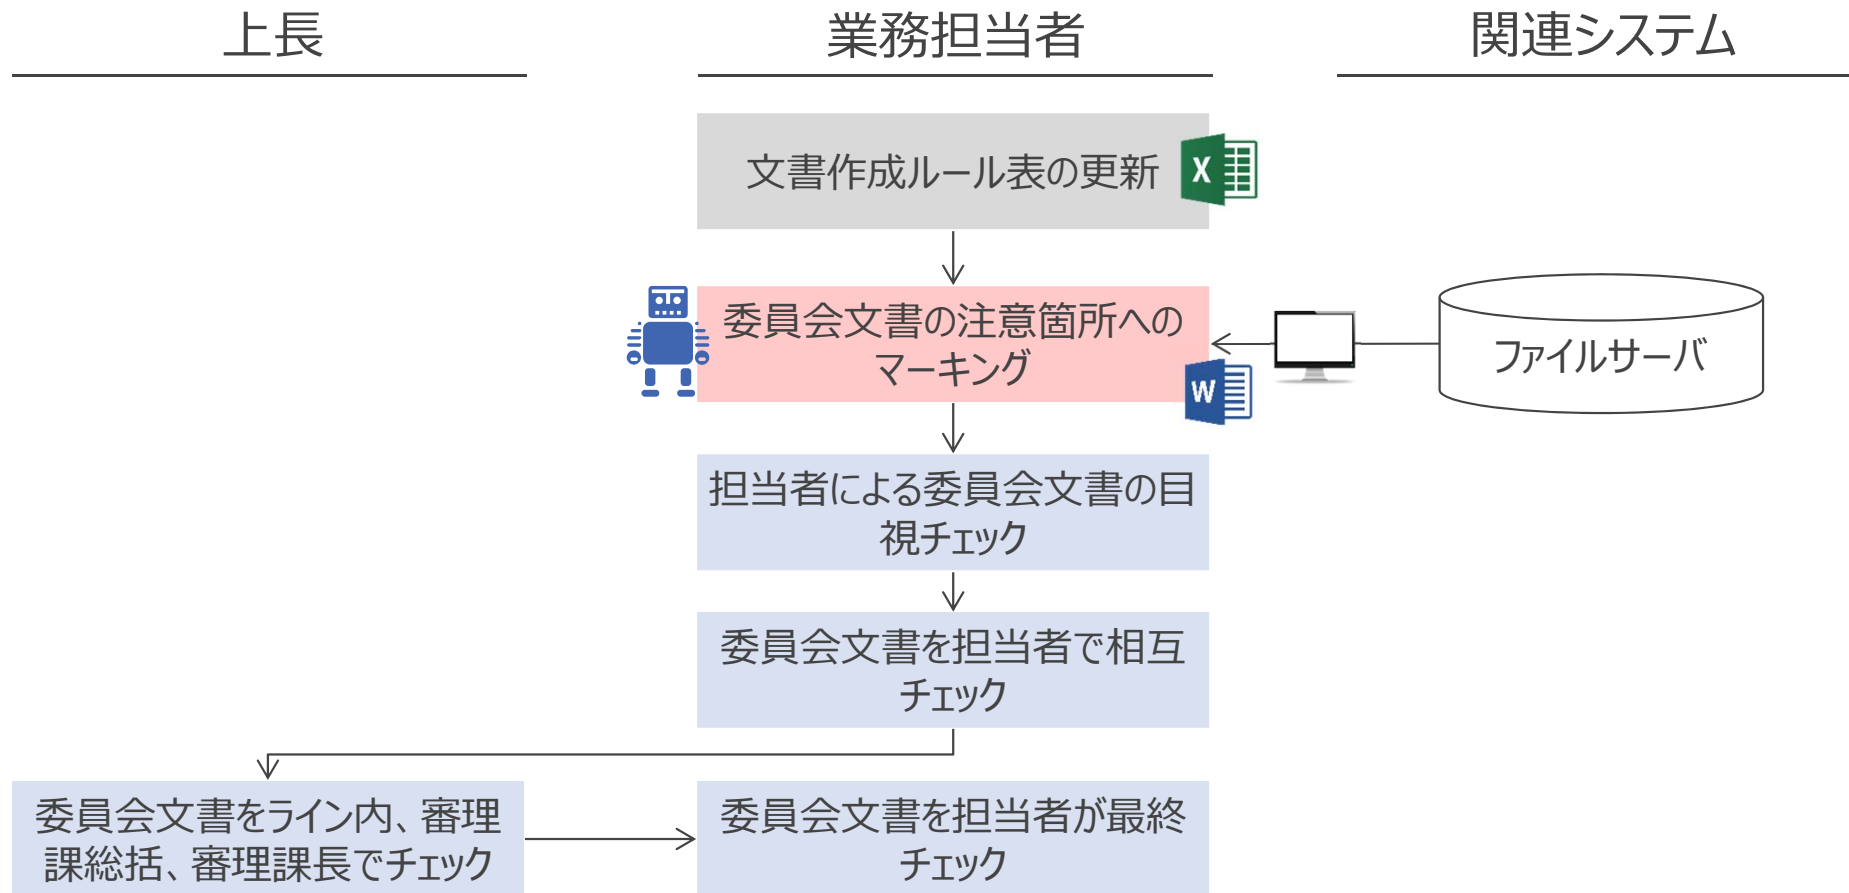 上長
業務担当者
関連システム
文書作成ルール表の更新
X
委員会文書の注意箇所への
マーキング
W
ファイルサーバ
担当者による委員会文書の目
視チェック
委員会文書を担当者で相互
チェック
委員会文書をライン内、審理
課総括、審理課長でチェック
委員会文書を担当者が最終
チェック